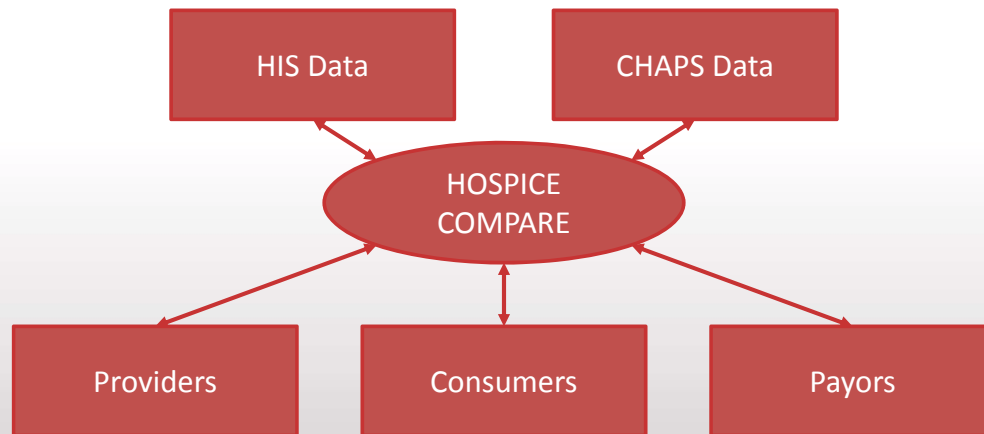 HIS Data
CHAPS Data
HOSPICE
COMPARE
Providers
Consumers
Payors